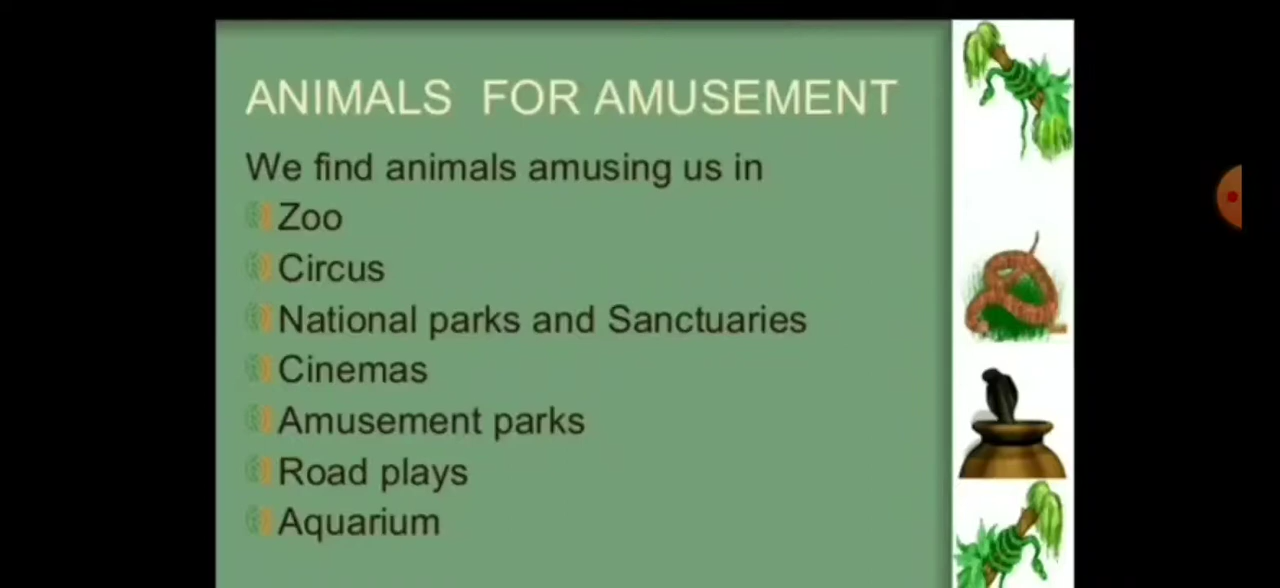 ANIMALS FOR AMUSEMENT
We find animals amusing us in
Zoo
Circus
National parks and Sanctuaries
Cinemas
Amusement parks
Road plays
Aquarium